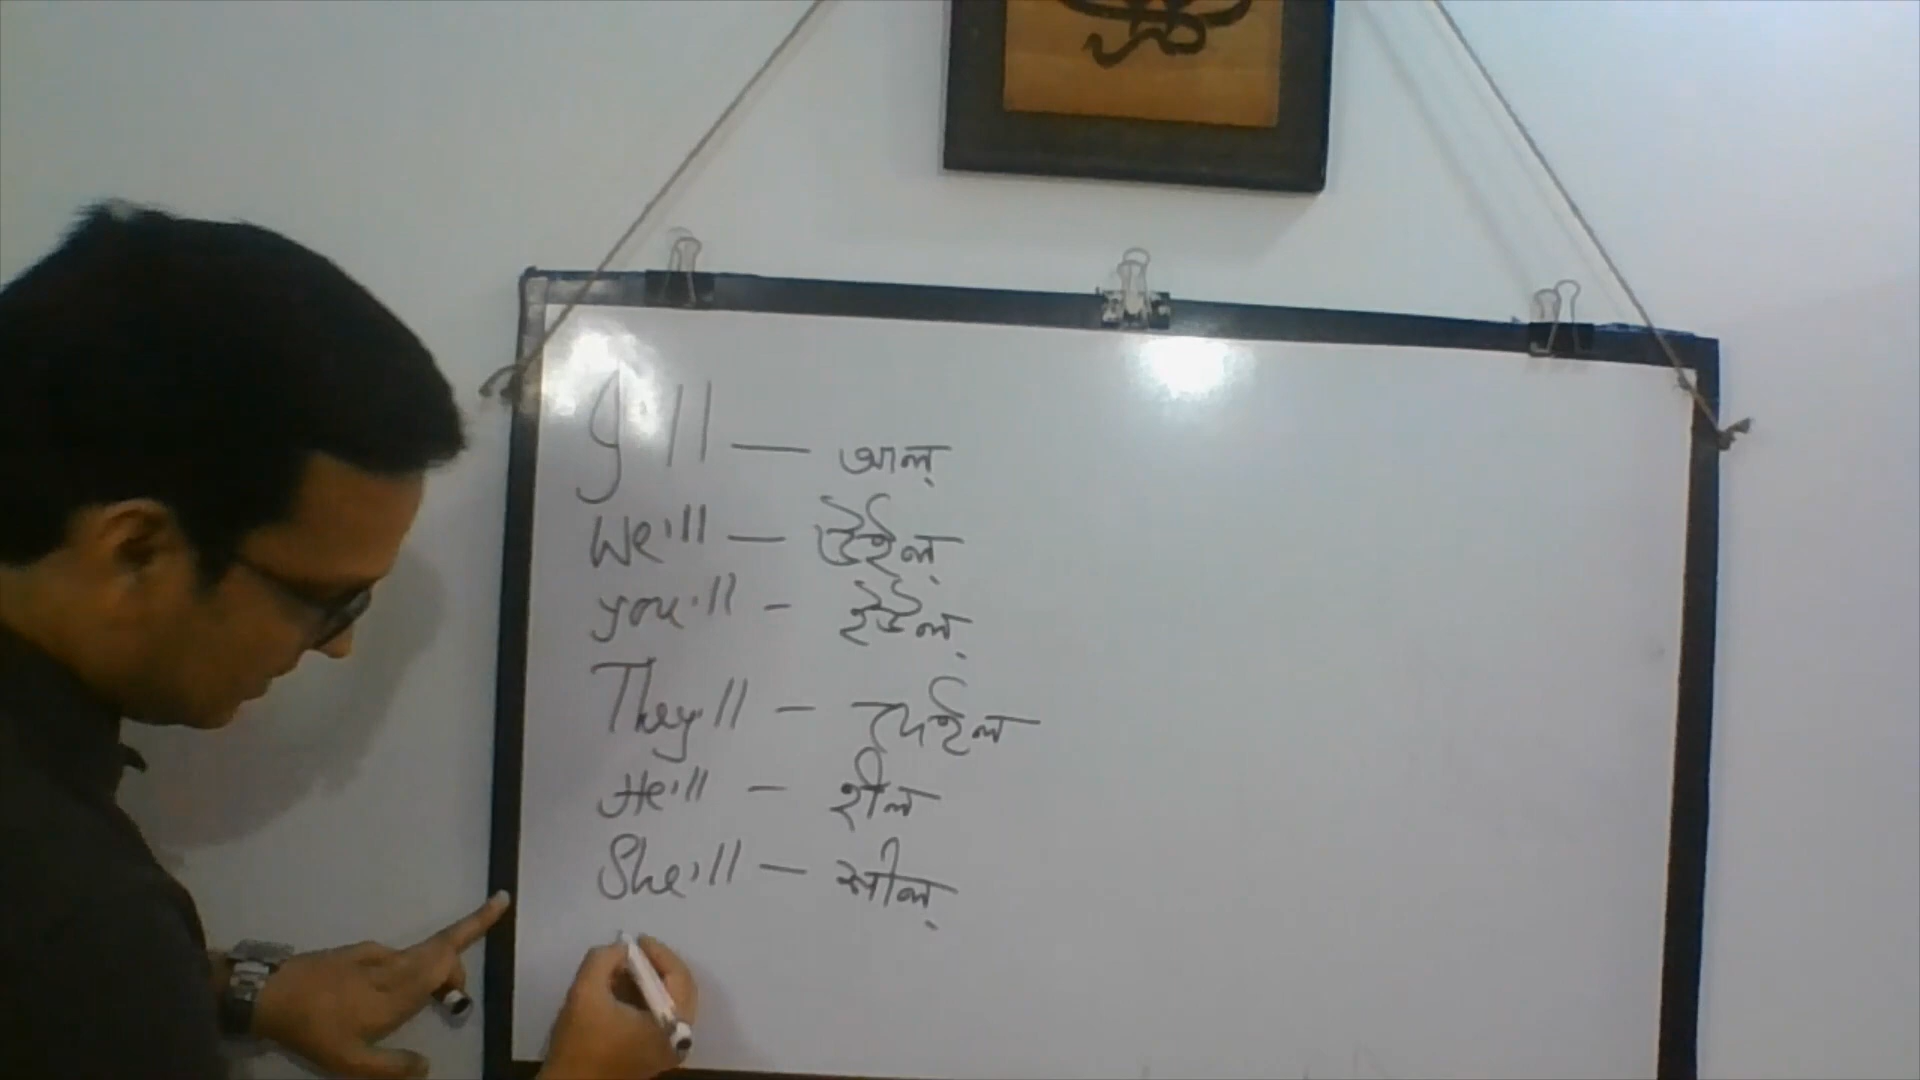 I'll — আল্
We'll — উইল্
you'll - ইউল্
They'll - দেইল
He'll - হীল
She'll — শীল্